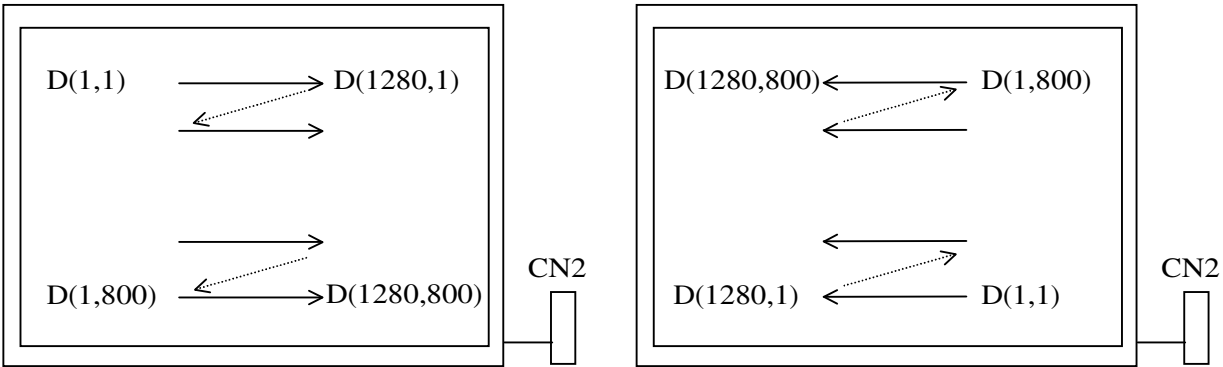 D(1,1) D(1280,1)
D(1,800) D(1280,800)
CN2
D(1280,800) D(1,800)
D(1280,1) D(1,1)
CN2